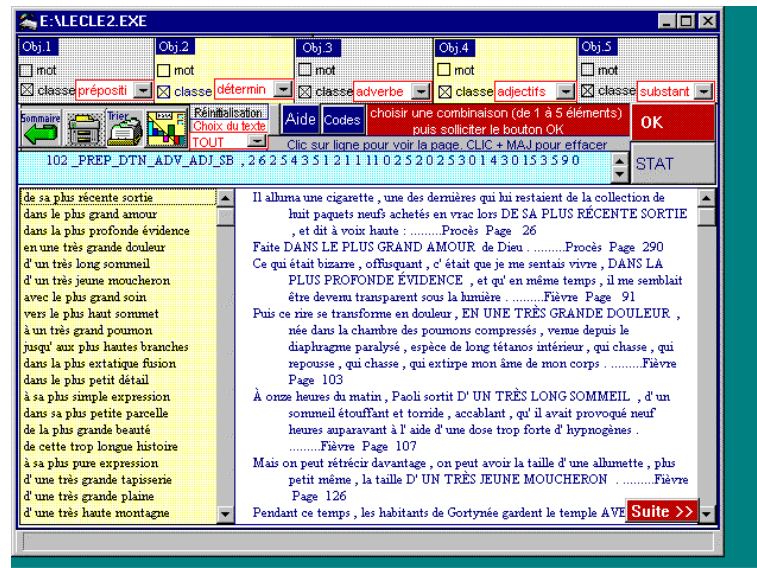 E:\LECLE2.EXE
Obj.1 Obj.2 Obj.3 Obj.4 Obj.5
mot mot mot mot mot
classe prépositi classe détermin classe adverbe classe adjectifs classe substant
Sommaire Trier Réinitialisation Aide Codes choisir une combinaison (de 1 à 5 éléments) OK
Choix du texte puis solliciter le bouton OK
TOUT Clic sur ligne pour voir la page. CLIC + MAJ pour effacer
102 _PREP_DTN_ADV_ADJ_SB , 2 6 2 5 4 3 5 1 2 1 1 1 1 0 2 5 2 0 2 5 3 0 1 4 3 0 1 5 3 5 9 0 STAT
de sa plus récente sortie
dans le plus grand amour
dans la plus profonde évidence
en une très grande douleur
d' un très long sommeil
d' un très jeune moucheron
avec le plus grand soin
vers le plus haut sommet
à un très grand poumon
jusqu' aux plus hautes branches
dans la plus extatique fusion
dans le plus petit détail
à sa plus simple expression
dans sa plus petite parcelle
de la plus grande beauté
de cette trop longue histoire
à sa plus pure expression
d' une très grande tapisserie
d' une très grande plaine
d' une très haute montagne
Il alluma une cigarette , une des dernières qui lui restaient de la collection de
huit paquets neufs achetés en vrac lors DE SA PLUS RÉCENTE SORTIE
, et dit à voix haute : .........Procès Page 26
Faite DANS LE PLUS GRAND AMOUR de Dieu . .........Procès Page 290
Ce qui était bizarre , offusquant , c' était que je me sentais vivre , DANS LA
PLUS PROFONDE ÉVIDENCE , et qu' en même temps , il me semblait
être devenu transparent sous la lumière . .........Fièvre Page 91
Puis ce rire se transforme en douleur , EN UNE TRÈS GRANDE DOULEUR ,
née dans la chambre des poumons compressés , venue depuis le
diaphragme paralysé , espèce de long tétanos intérieur , qui chasse , qui
repousse , qui chasse , qui extirpe mon âme de mon corps . .........Fièvre
Page 103
À onze heures du matin , Paoli sortit D' UN TRÈS LONG SOMMEIL , d' un
sommeil étouffant et torride , accablant , qu' il avait provoqué neuf
heures auparavant à l' aide d' une dose trop forte d' hypnogènes .
.........Fièvre Page 107
Mais on peut rétrécir davantage , on peut avoir la taille d' une allumette , plus
petit même , la taille D' UN TRÈS JEUNE MOUCHERON . .........Fièvre
Page 126
Pendant ce temps , les habitants de Gortynée gardent le temple AVE
Suite >>